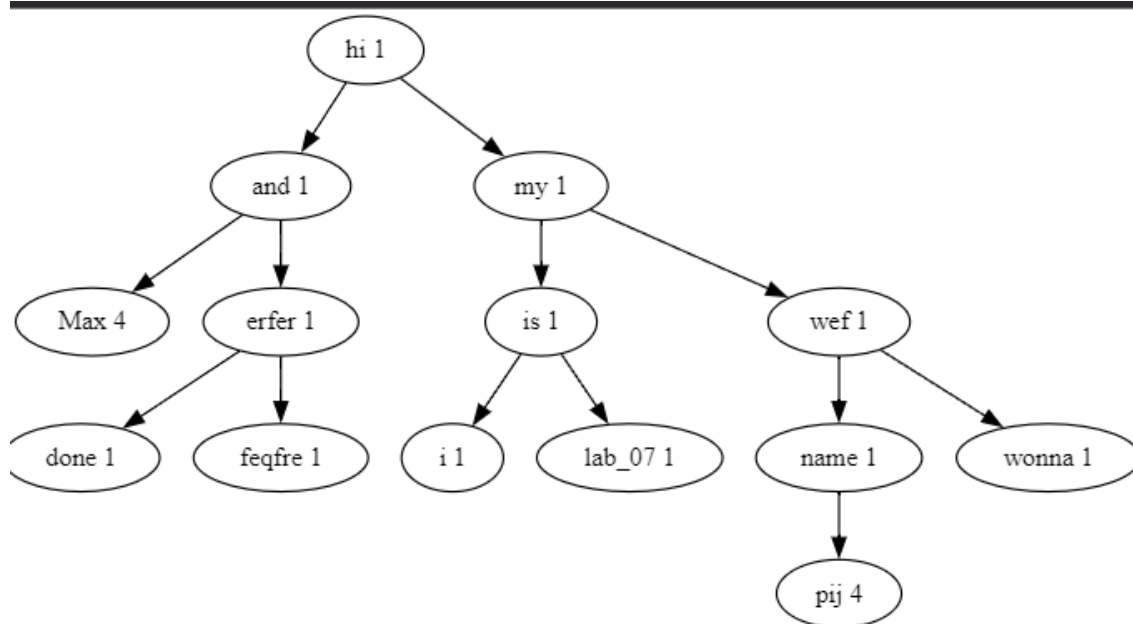 hi 1
and 1
my 1
Max 4
erfer 1
is 1
wef 1
done 1
feqfre 1
i 1
lab_07 1
name 1
wonna 1
pij 4